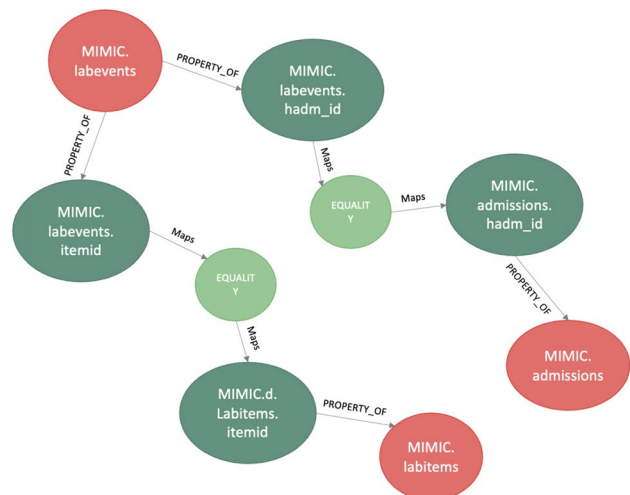 MIMIC.
labevents
PROPERTY_OF
MIMIC.
labevents.
hadm_id
PROPERTY_OF
Maps
MIMIC.
labevents.
itemid
Maps
EQUALIT
Y
Maps
MIMIC.
admissions.
hadm_id
EQUALIT
Y
PROPERTY_OF
Maps
MIMIC.
admissions
MIMIC.d.
Labitems.
itemid
PROPERTY_OF
MIMIC.
labitems